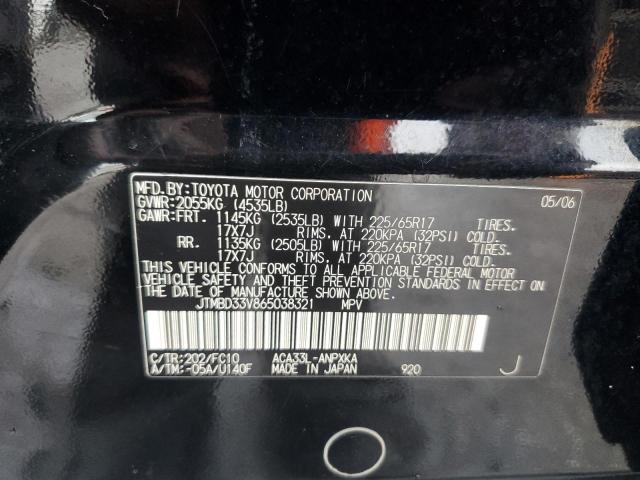 MFD.BY:TOYOTA MOTOR CORPORATION 05/06
GVWR:2055KG (4535LB)
GAWR:FRT. 1145KG (2535LB) WITH 225/65R17 TIRES.
17X7J RIMS, AT 220KPA (32PSI) COLD.
RR. 1135KG (2505LB) WITH 225/65R17 TIRES.
17X7J RIMS, AT 220KPA (32PSI) COLD.
THIS VEHICLE CONFORMS TO ALL APPLICABLE FEDERAL MOTOR
VEHICLE SAFETY AND THEFT PREVENTION STANDARDS IN EFFECT ON
THE DATE OF MANUFACTURE SHOWN ABOVE.
JTMBD33V865038321 MPV
C/TR:202/FC10 ACA33L-ANPXKA
A/TM:-05A/U140F MADE IN JAPAN 920 J